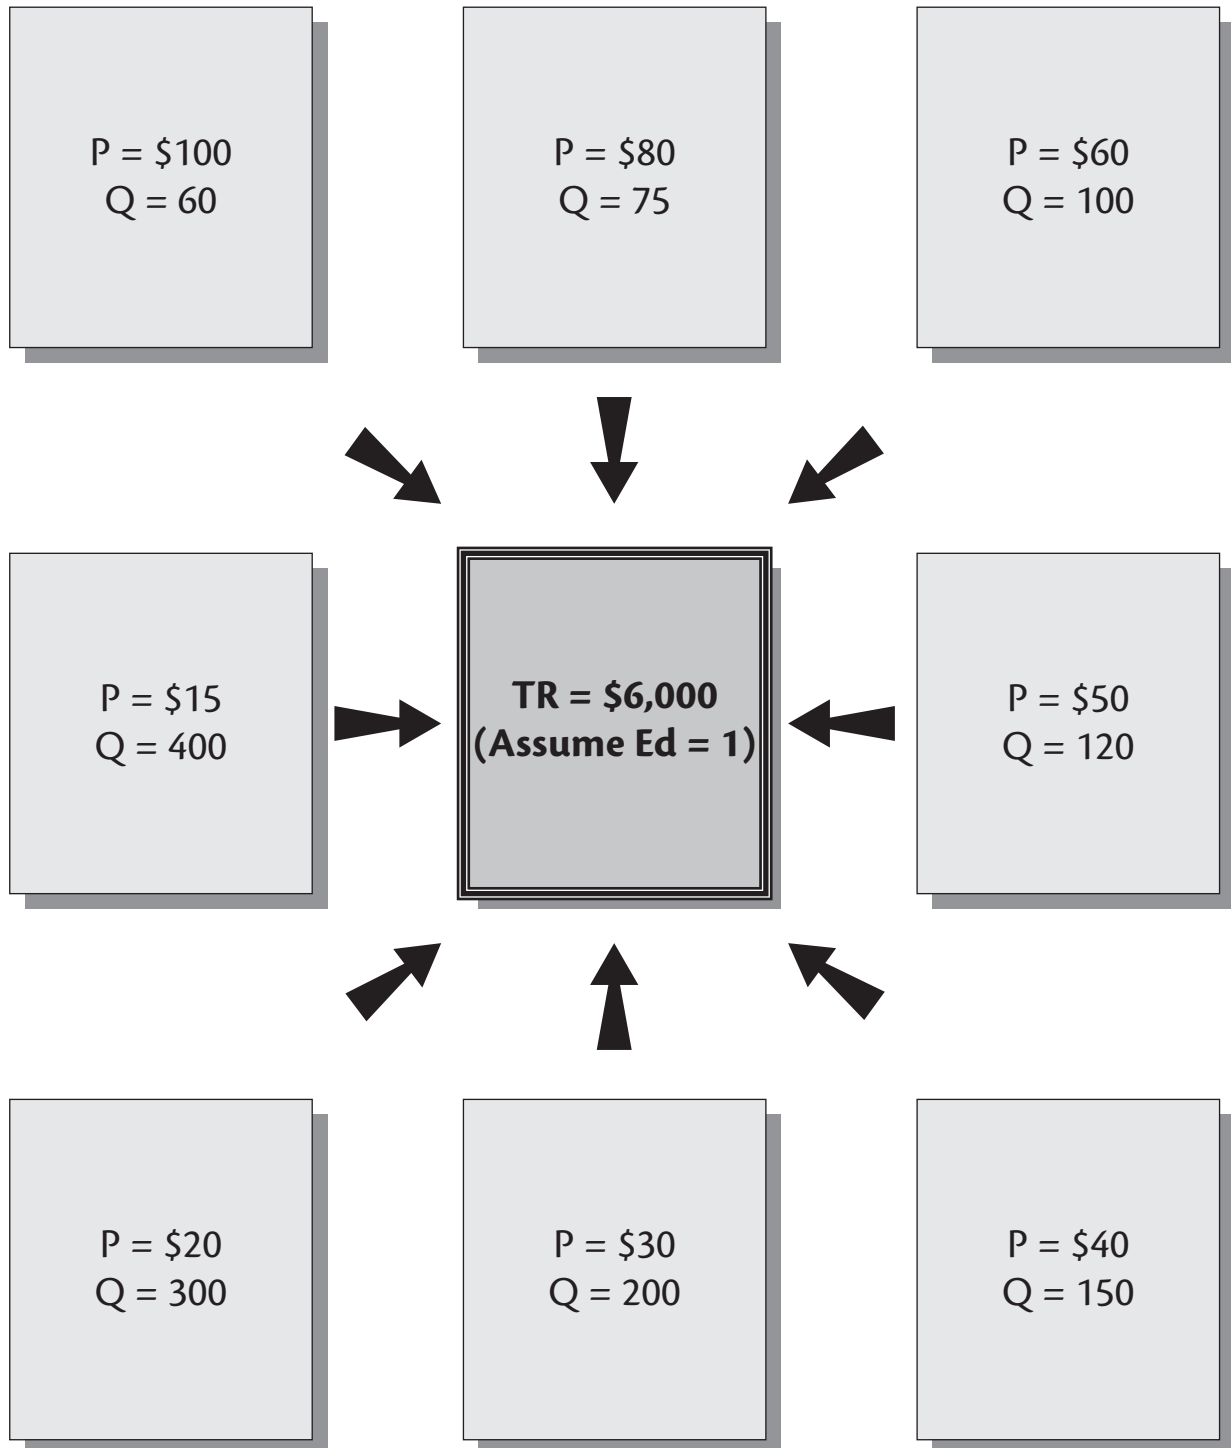 P = $100
Q = 60
P = $80
Q = 75
P = $60
Q = 100
P = $15
Q = 400
TR = $6,000
(Assume Ed = 1)
P = $50
Q = 120
P = $20
Q = 300
P = $30
Q = 200
P = $40
Q = 150